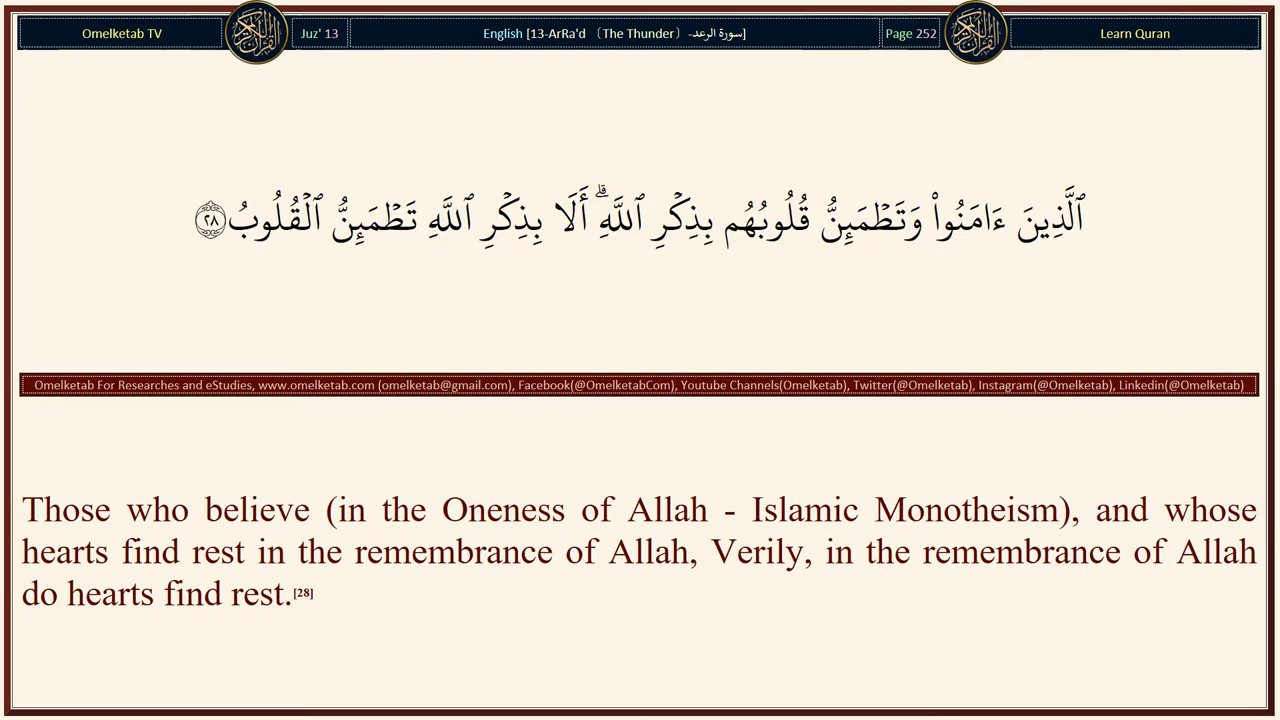 Omelketab TV
Juz' 13
English [13-ArRa'd （The Thunder）-سورة الرعد]
Page 252
Learn Quran
ٱلَّذِينَ ءَامَنُوا۟ وَتَطْمَئِنُّ قُلُوبُهُم بِذِكْرِ ٱللَّهِ ۗ أَلَا بِذِكْرِ ٱللَّهِ تَطْمَئِنُّ ٱلْقُلُوبُ ٢٨
Omelketab For Researches and eStudies, www.omelketab.com (omelketab@gmail.com), Facebook(@OmelketabCom), Youtube Channels(Omelketab), Twitter(@Omelketab), Instagram(@Omelketab), Linkedin(@Omelketab)
Those who believe (in the Oneness of Allah - Islamic Monotheism), and whose
hearts find rest in the remembrance of Allah, Verily, in the remembrance of Allah
do hearts find rest.[28]